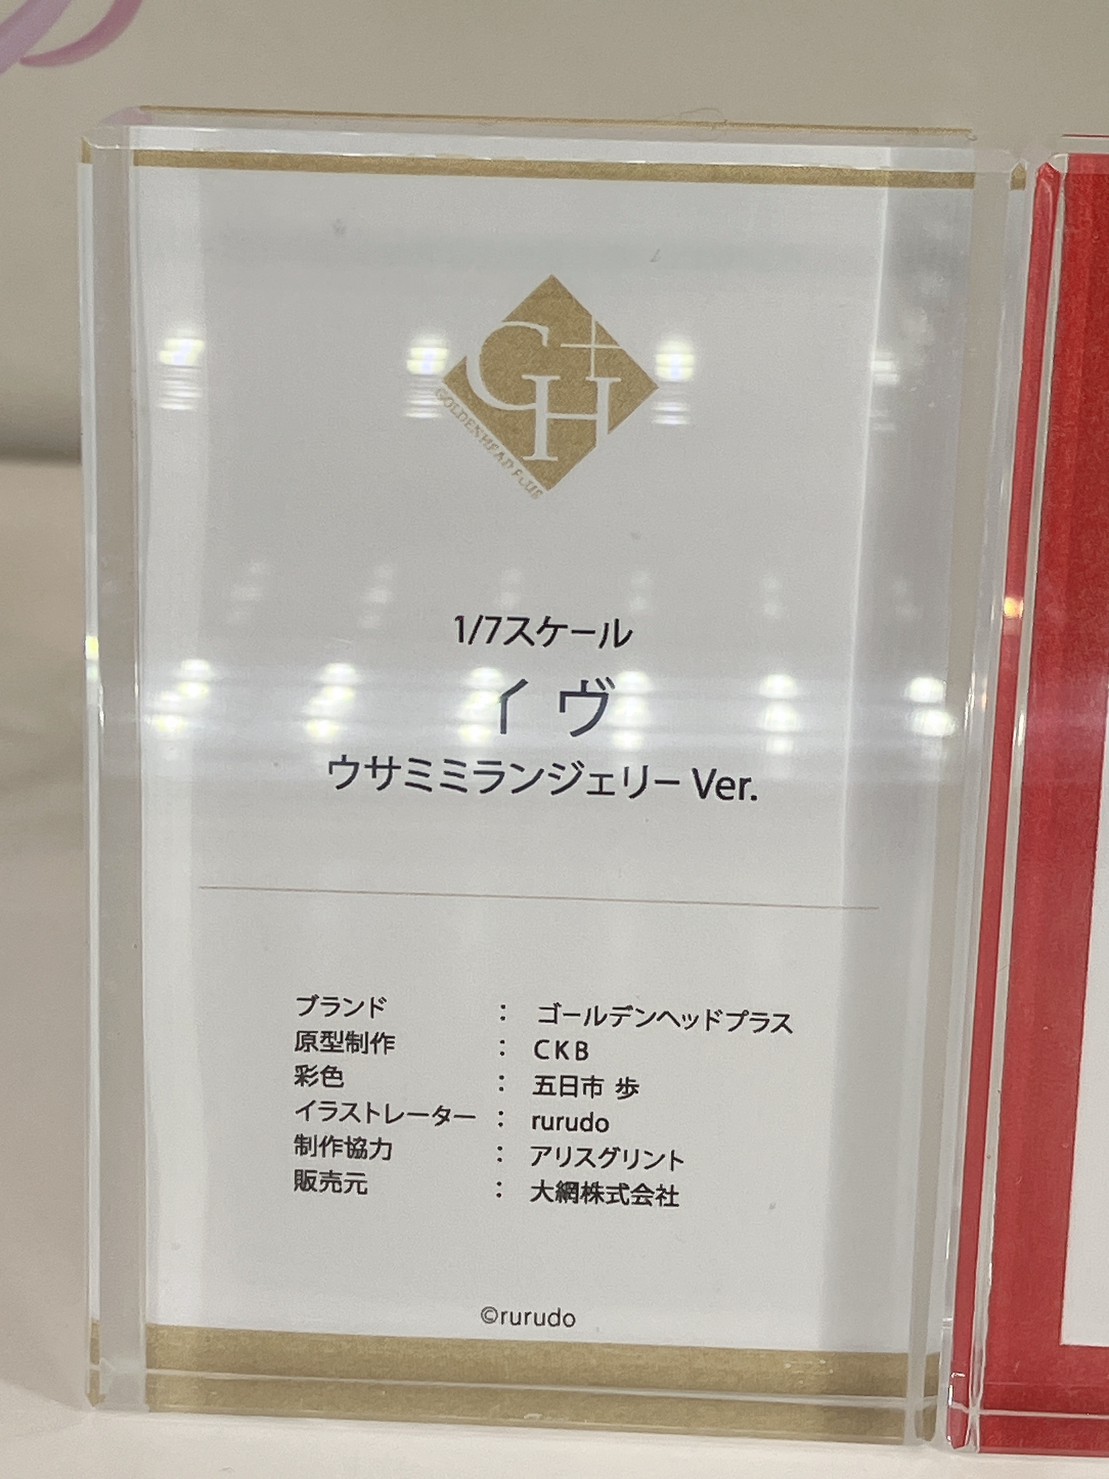 GH+
GOLDENHEAD PLUS
1/7スケール
イヴ
ウサミミランジェリー Ver.
ブランド : ゴールデンヘッドプラス
原型制作 : CKB
彩色 : 五日市 歩
イラストレーター : rurudo
制作協力 : アリスグリント
販売元 : 大網株式会社
©rurudo